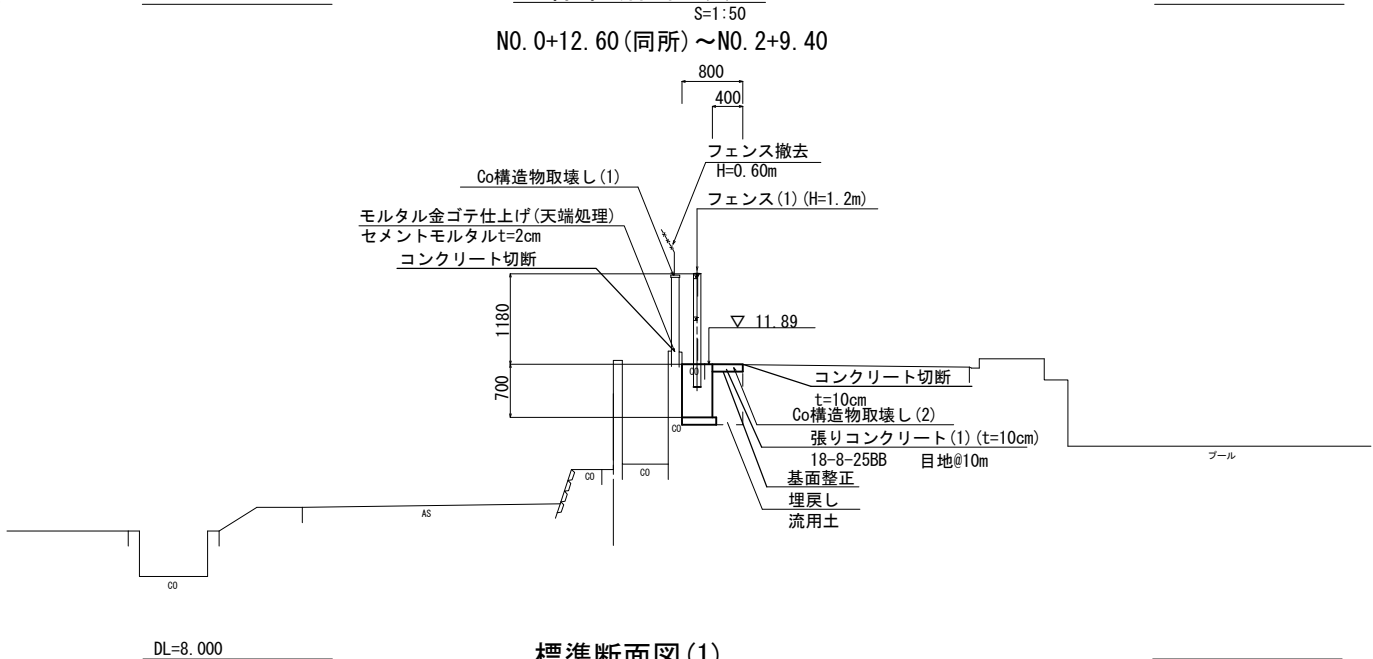 S=1:50
NO.0+12.60(同所)～NO.2+9.40
800
400
フェンス撤去
H=0.60m
Co構造物取壊し(1)
フェンス(1)(H=1.2m)
モルタル金ゴテ仕上げ(天端処理)
セメントモルタルt=2cm
コンクリート切断
1180
▽ 11.89
700
CO
コンクリート切断
t=10cm
Co構造物取壊し(2)
CO
張りコンクリート(1)(t=10cm)
18-8-25BB 目地@10m
プール
CO
CO
基面整正
埋戻し
流用土
AS
CO
DL=8.000
標準断面図(1)